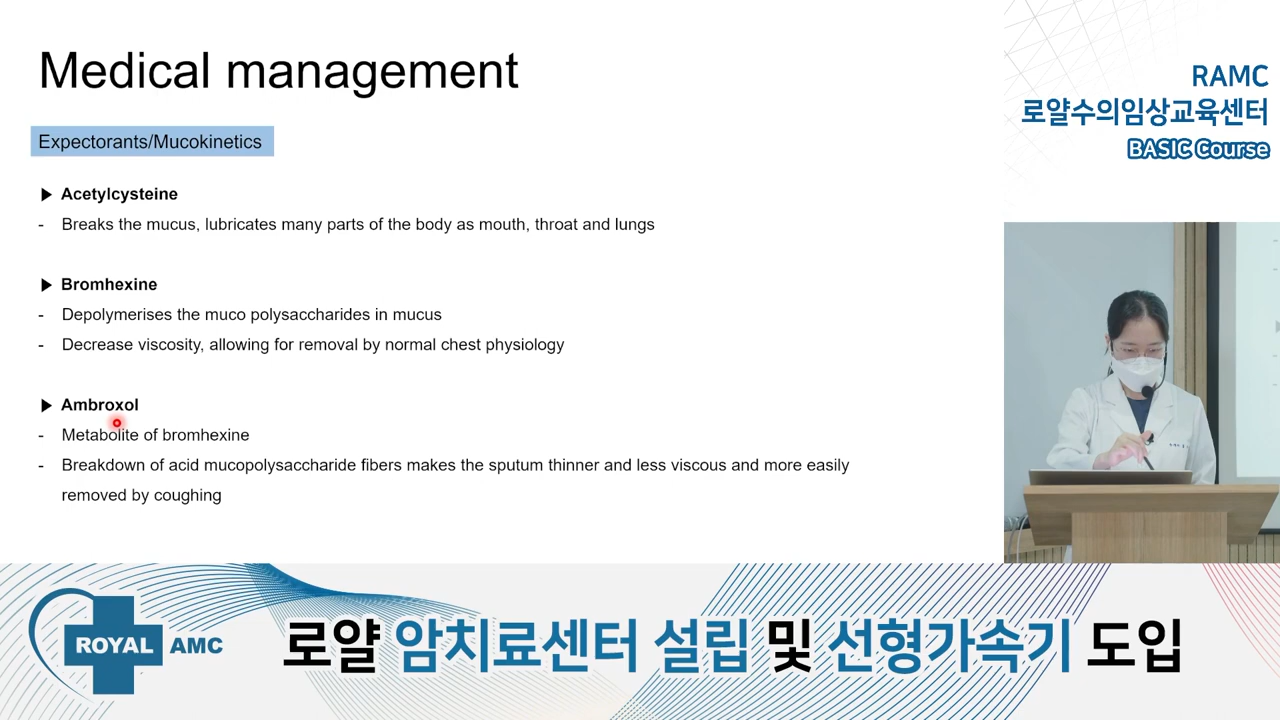 Medical management
Expectorants/Mucokinetics
Acetylcysteine
- Breaks the mucus, lubricates many parts of the body as mouth, throat and lungs
Bromhexine
- Depolymerises the muco polysaccharides in mucus
- Decrease viscosity, allowing for removal by normal chest physiology
Ambroxol
- Metabolite of bromhexine
- Breakdown of acid mucopolysaccharide fibers makes the sputum thinner and less viscous and more easily
removed by coughing
RAMC
로얄수의임상교육센터
BASIC Course
ROYAL AMC
로얄 암치료센터 설립 및 선형가속기 도입